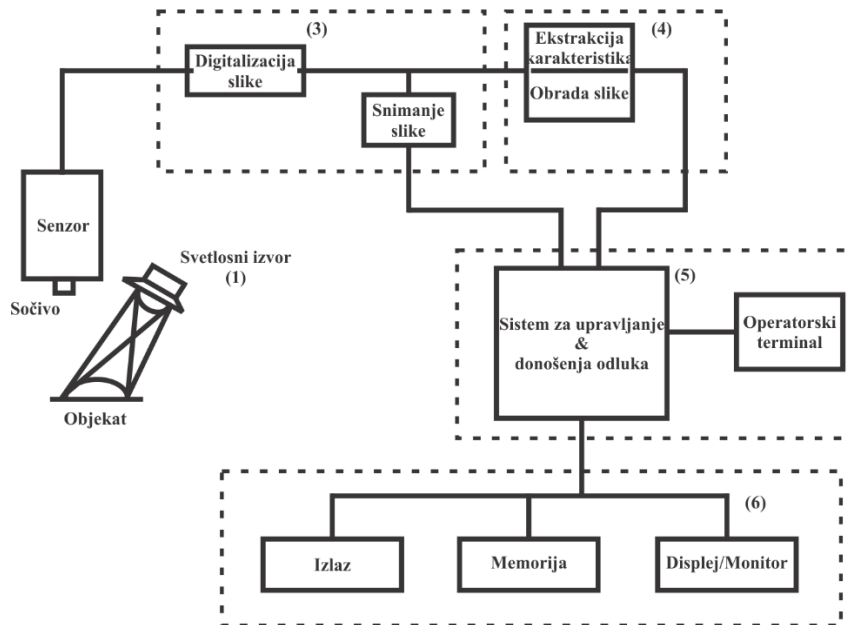 (3)
Digitalizacija
slike
Snimanje
slike
(4)
Ekstrakcija
karakteristika
Obrada slike
Senzor
Sočivo
Svetlosni izvor
(1)
Objekat
(5)
Sistem za upravljanje
&
donošenja odluka
Operatorski
terminal
(6)
Izlaz
Memorija
Displej/Monitor